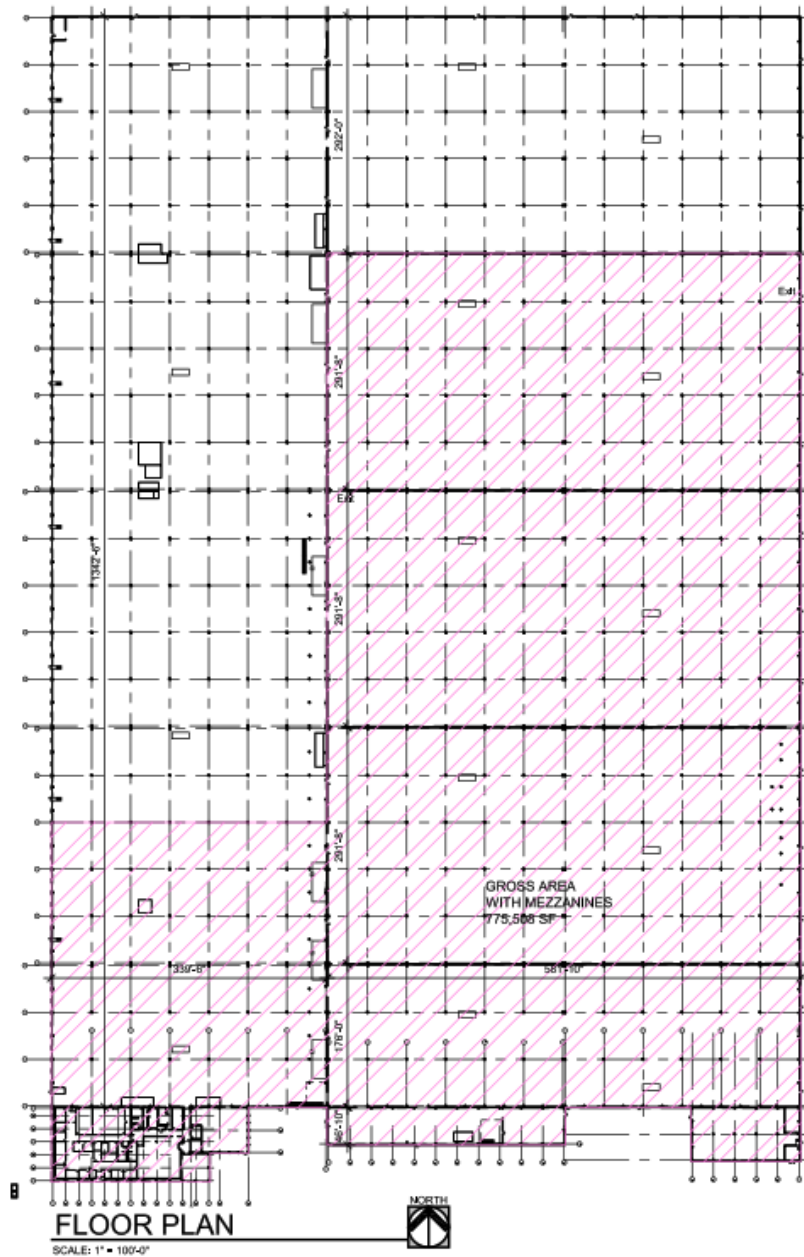 292'-0"
Exit
291'-8"
Exit
1342'-6"
291'-8"
291'-8"
GROSS AREA
WITH MEZZANINES
775,508 SF
339'-6"
581'-10"
176'-0"
46'-10"
NORTH
FLOOR PLAN
SCALE: 1" = 100'-0"